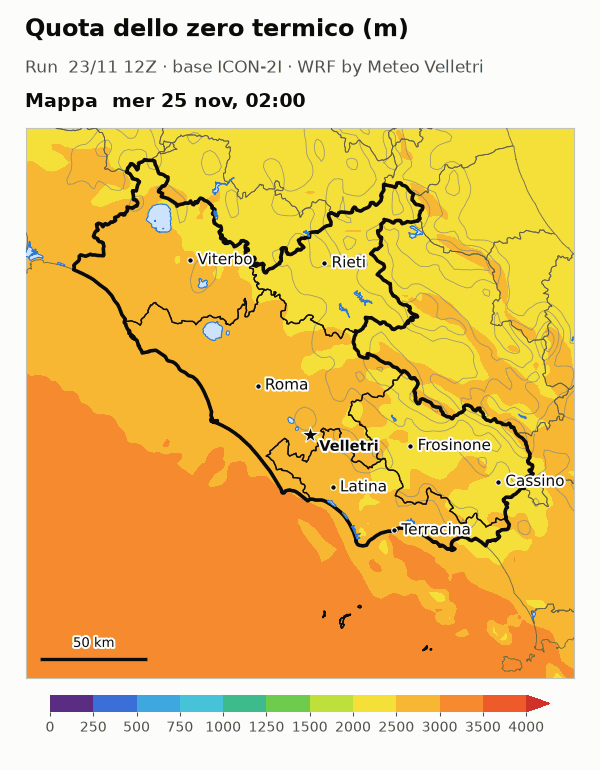 Quota dello zero termico (m)
Run 23/11 12Z · base ICON-2I · WRF by Meteo Velletri
Mappa mer 25 nov, 02:00
Viterbo
Rieti
Roma
Velletri
Frosinone
Cassino
Latina
Terracina
50 km
0 250 500 750 1000 1250 1500 2000 2500 3000 3500 4000